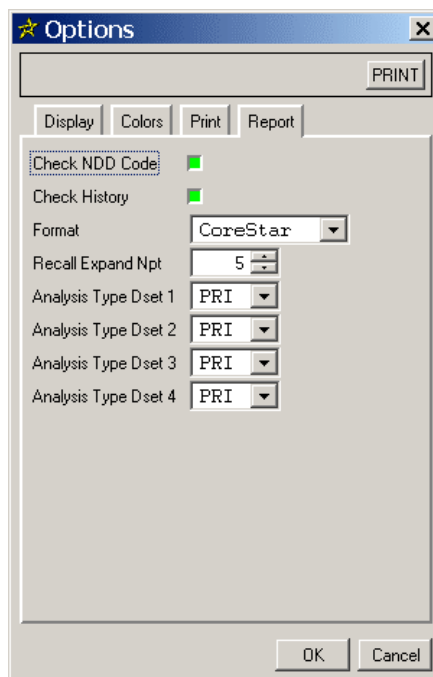 Options
PRINT
Display Colors Print Report
Check NDD Code
Check History
Format CoreStar
Recall Expand Npt 5
Analysis Type Dset 1 PRI
Analysis Type Dset 2 PRI
Analysis Type Dset 3 PRI
Analysis Type Dset 4 PRI
OK Cancel